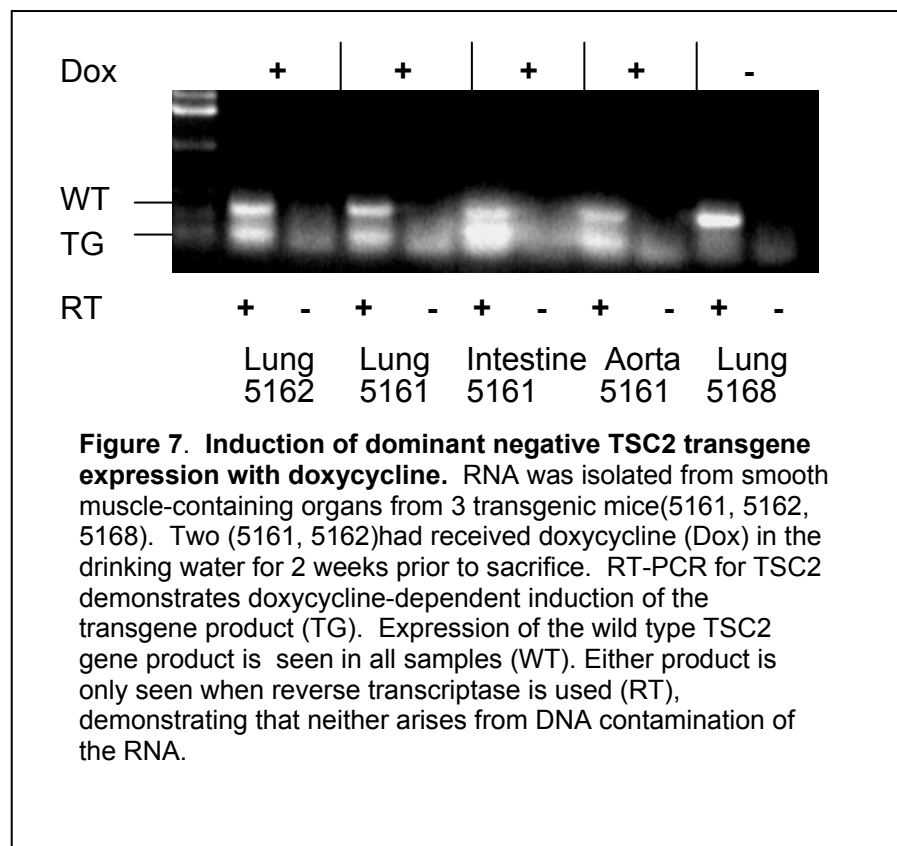 Dox + + + + -
WT
TG
RT + - + - + - + - + -
Lung Lung Intestine Aorta Lung
5162 5161 5161 5161 5168
Figure 7. Induction of dominant negative TSC2 transgene
expression with doxycycline. RNA was isolated from smooth
muscle-containing organs from 3 transgenic mice(5161, 5162,
5168). Two (5161, 5162)had received doxycycline (Dox) in the
drinking water for 2 weeks prior to sacrifice. RT-PCR for TSC2
demonstrates doxycycline-dependent induction of the
transgene product (TG). Expression of the wild type TSC2
gene product is seen in all samples (WT). Either product is
only seen when reverse transcriptase is used (RT),
demonstrating that neither arises from DNA contamination of
the RNA.